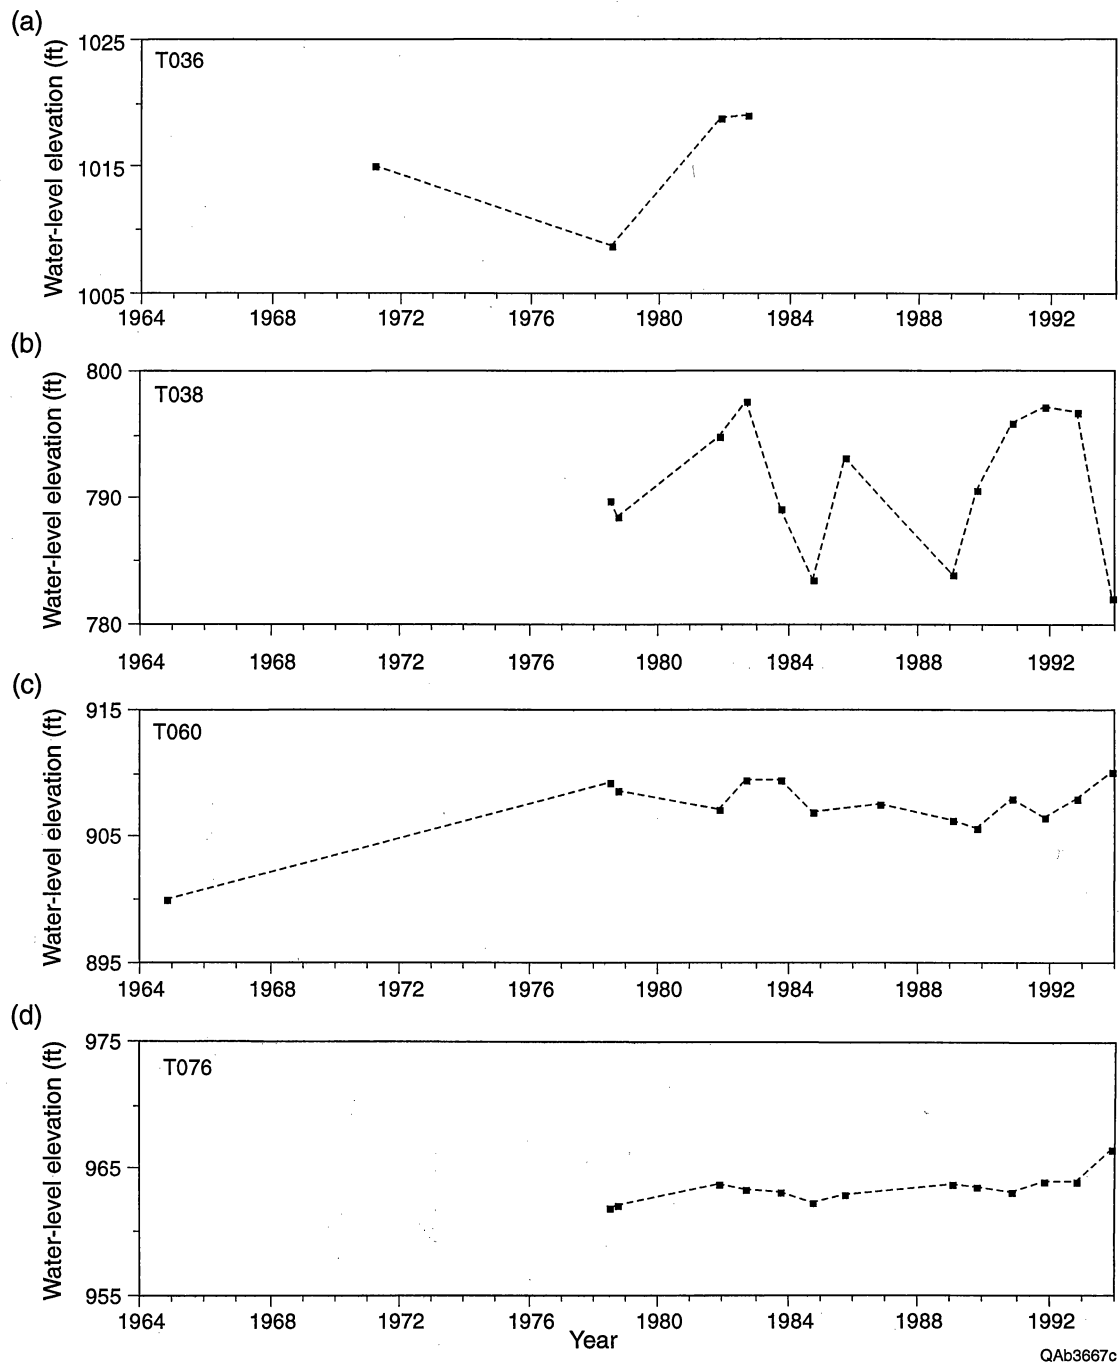 (a)
Water-level elevation (ft)
1025
1015
1005
T036
1964 1968 1972 1976 1980 1984 1988 1992
(b)
Water-level elevation (ft)
800
790
780
T038
1964 1968 1972 1976 1980 1984 1988 1992
(c)
Water-level elevation (ft)
915
905
895
T060
1964 1968 1972 1976 1980 1984 1988 1992
(d)
Water-level elevation (ft)
975
965
955
T076
1964 1968 1972 1976 1980 1984 1988 1992
Year
QAb3667c